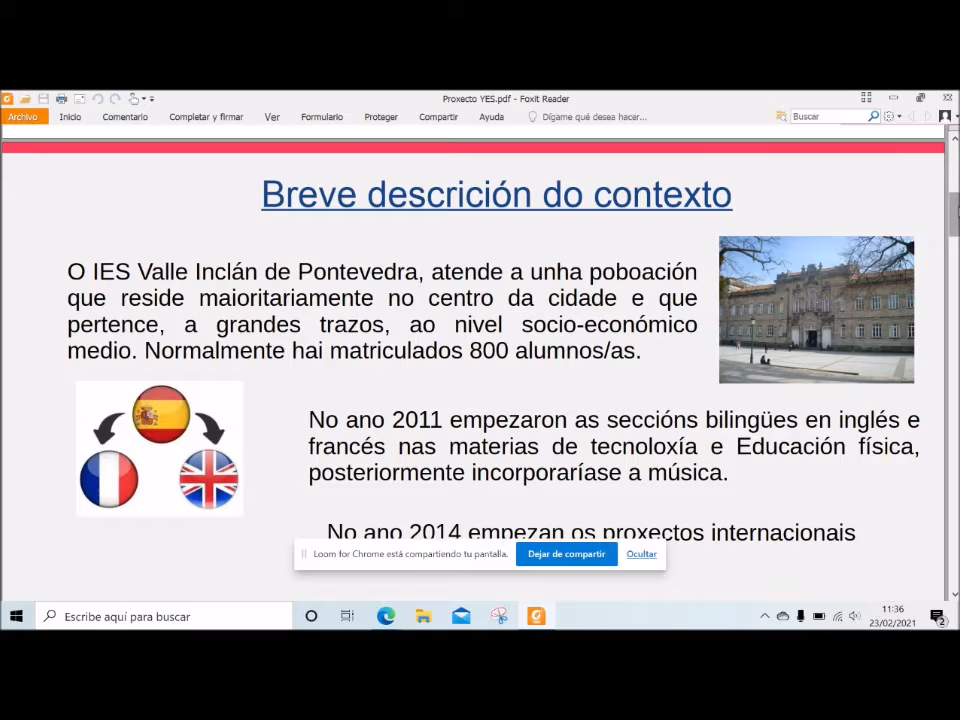 Proxecto YES.pdf - Foxit Reader
Archivo Inicio Comentario Completar y firmar Ver Formulario Proteger Compartir Ayuda Dígame qué desea hacer... Buscar
Breve descrición do contexto
O IES Valle Inclán de Pontevedra, atende a unha poboación
que reside maioritariamente no centro da cidade e que
pertence, a grandes trazos, ao nivel socio-económico
medio. Normalmente hai matriculados 800 alumnos/as.
No ano 2011 empezaron as seccións bilingües en inglés e
francés nas materias de tecnoloxía e Educación física,
posteriormente incorporaríase a música.
No ano 2014 empezan os proxectos internacionais
Loom for Chrome está compartiendo tu pantalla. Dejar de compartir Ocultar
Escribe aquí para buscar
11:36
23/02/2021
2